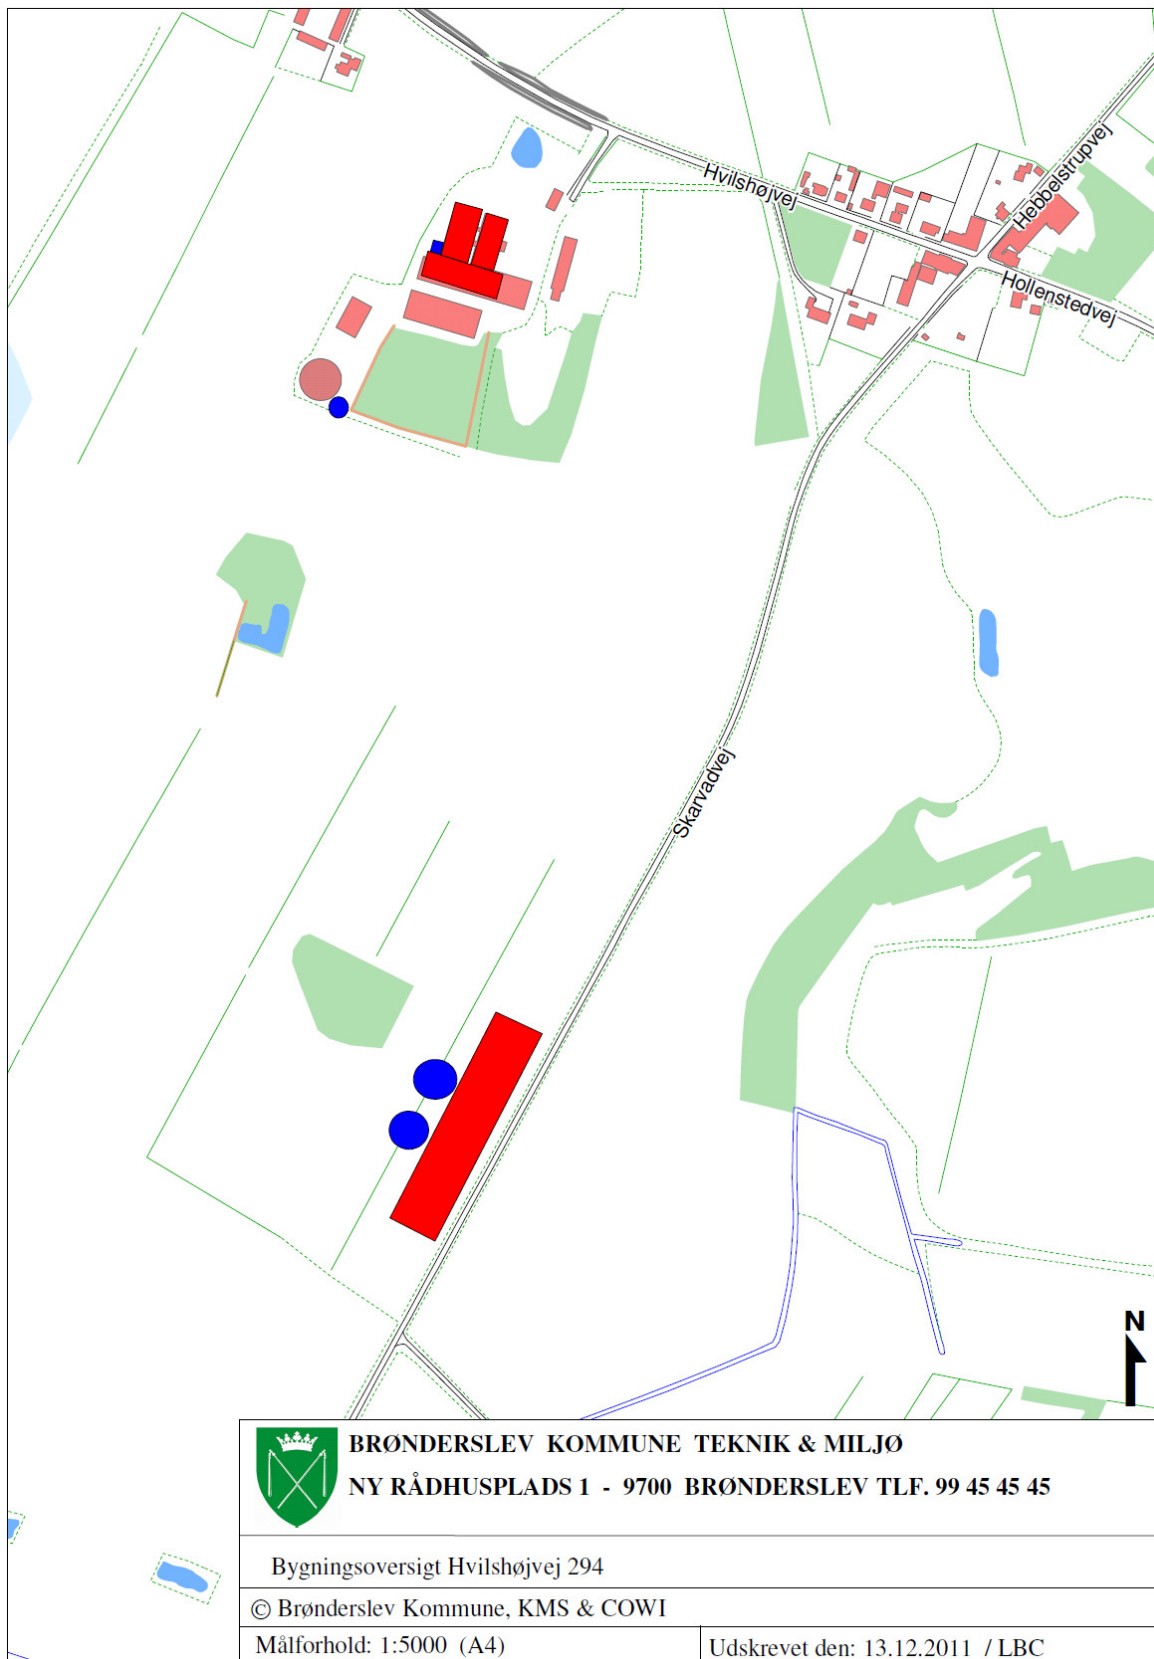 Hvilshøjvej
Hebbelstrupvej
Hollenstedvej
Skarvadvej
N
BRØNDERSLEV KOMMUNE TEKNIK & MILJØ
NY RÅDHUSPLADS 1 - 9700 BRØNDERSLEV TLF. 99 45 45 45
Bygningsoversigt Hvilshøjvej 294
© Brønderslev Kommune, KMS & COWI
Målforhold: 1:5000 (A4)
Udskrevet den: 13.12.2011 / LBC